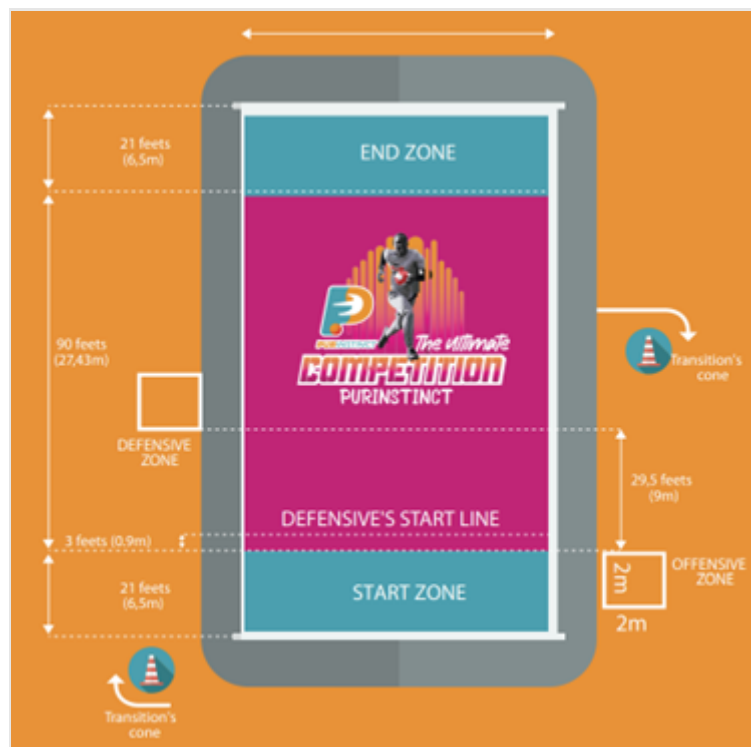 21 feets
(6,5m)
END ZONE
90 feets
(27,43m)
The ultimate
COMPETITION
PURINSTINCT
Transition's
cone
DEFENSIVE
ZONE
29,5 feets
(9m)
DEFENSIVE'S START LINE
3 feets (0.9m)
21 feets
(6,5m)
START ZONE
2m
OFFENSIVE
ZONE
2m
Transition's
cone